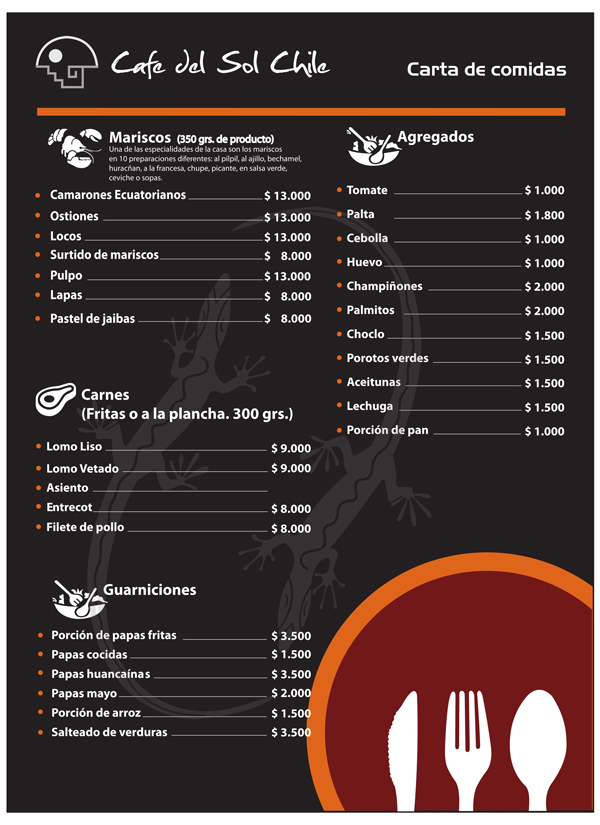 Cafe del Sol Chile
Carta de comidas
Mariscos (350 grs. de producto)
Una de las especialidades de la casa son los mariscos
en 10 preparaciones diferentes: al pilpil, al ajillo, bechamel,
huracñan, a la francesa, chupe, picante, en salsa verde,
ceviche o sopas.
Camarones Ecuatorianos $ 13.000
Ostiones $ 13.000
Locos $ 13.000
Surtido de mariscos $ 8.000
Pulpo $ 13.000
Lapas $ 8.000
Pastel de jaibas $ 8.000
Carnes
(Fritas o a la plancha. 300 grs.)
Lomo Liso $ 9.000
Lomo Vetado $ 9.000
Asiento
Entrecot $ 8.000
Filete de pollo $ 8.000
Guarniciones
Porción de papas fritas $ 3.500
Papas cocidas $ 1.500
Papas huancaínas $ 3.500
Papas mayo $ 2.000
Porción de arroz $ 1.500
Salteado de verduras $ 3.500
Agregados
Tomate $ 1.000
Palta $ 1.800
Cebolla $ 1.000
Huevo $ 1.000
Champiñones $ 2.000
Palmitos $ 2.000
Choclo $ 1.500
Porotos verdes $ 1.500
Aceitunas $ 1.500
Lechuga $ 1.500
Porción de pan $ 1.000